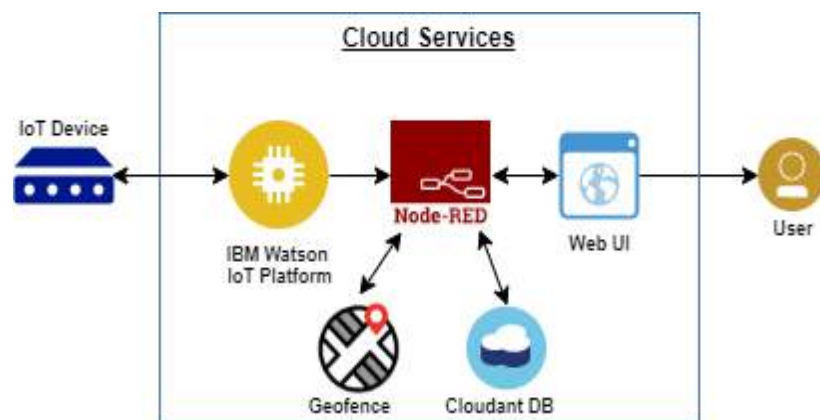 Cloud Services
IoT Device
Node-RED
IBM Watson
IoT Platform
Web UI
User
Geofence
Cloudant DB